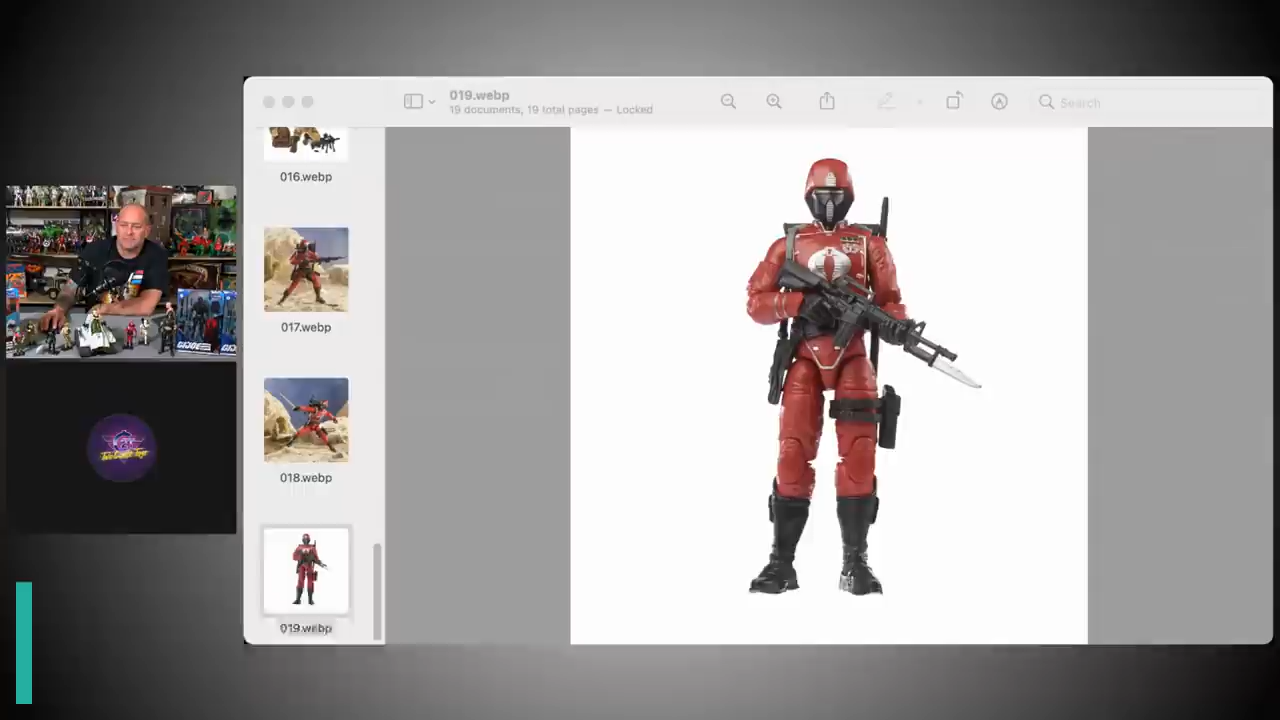 019.webp
19 documents, 19 total pages — Locked
Search
016.webp
017.webp
018.webp
019.webp